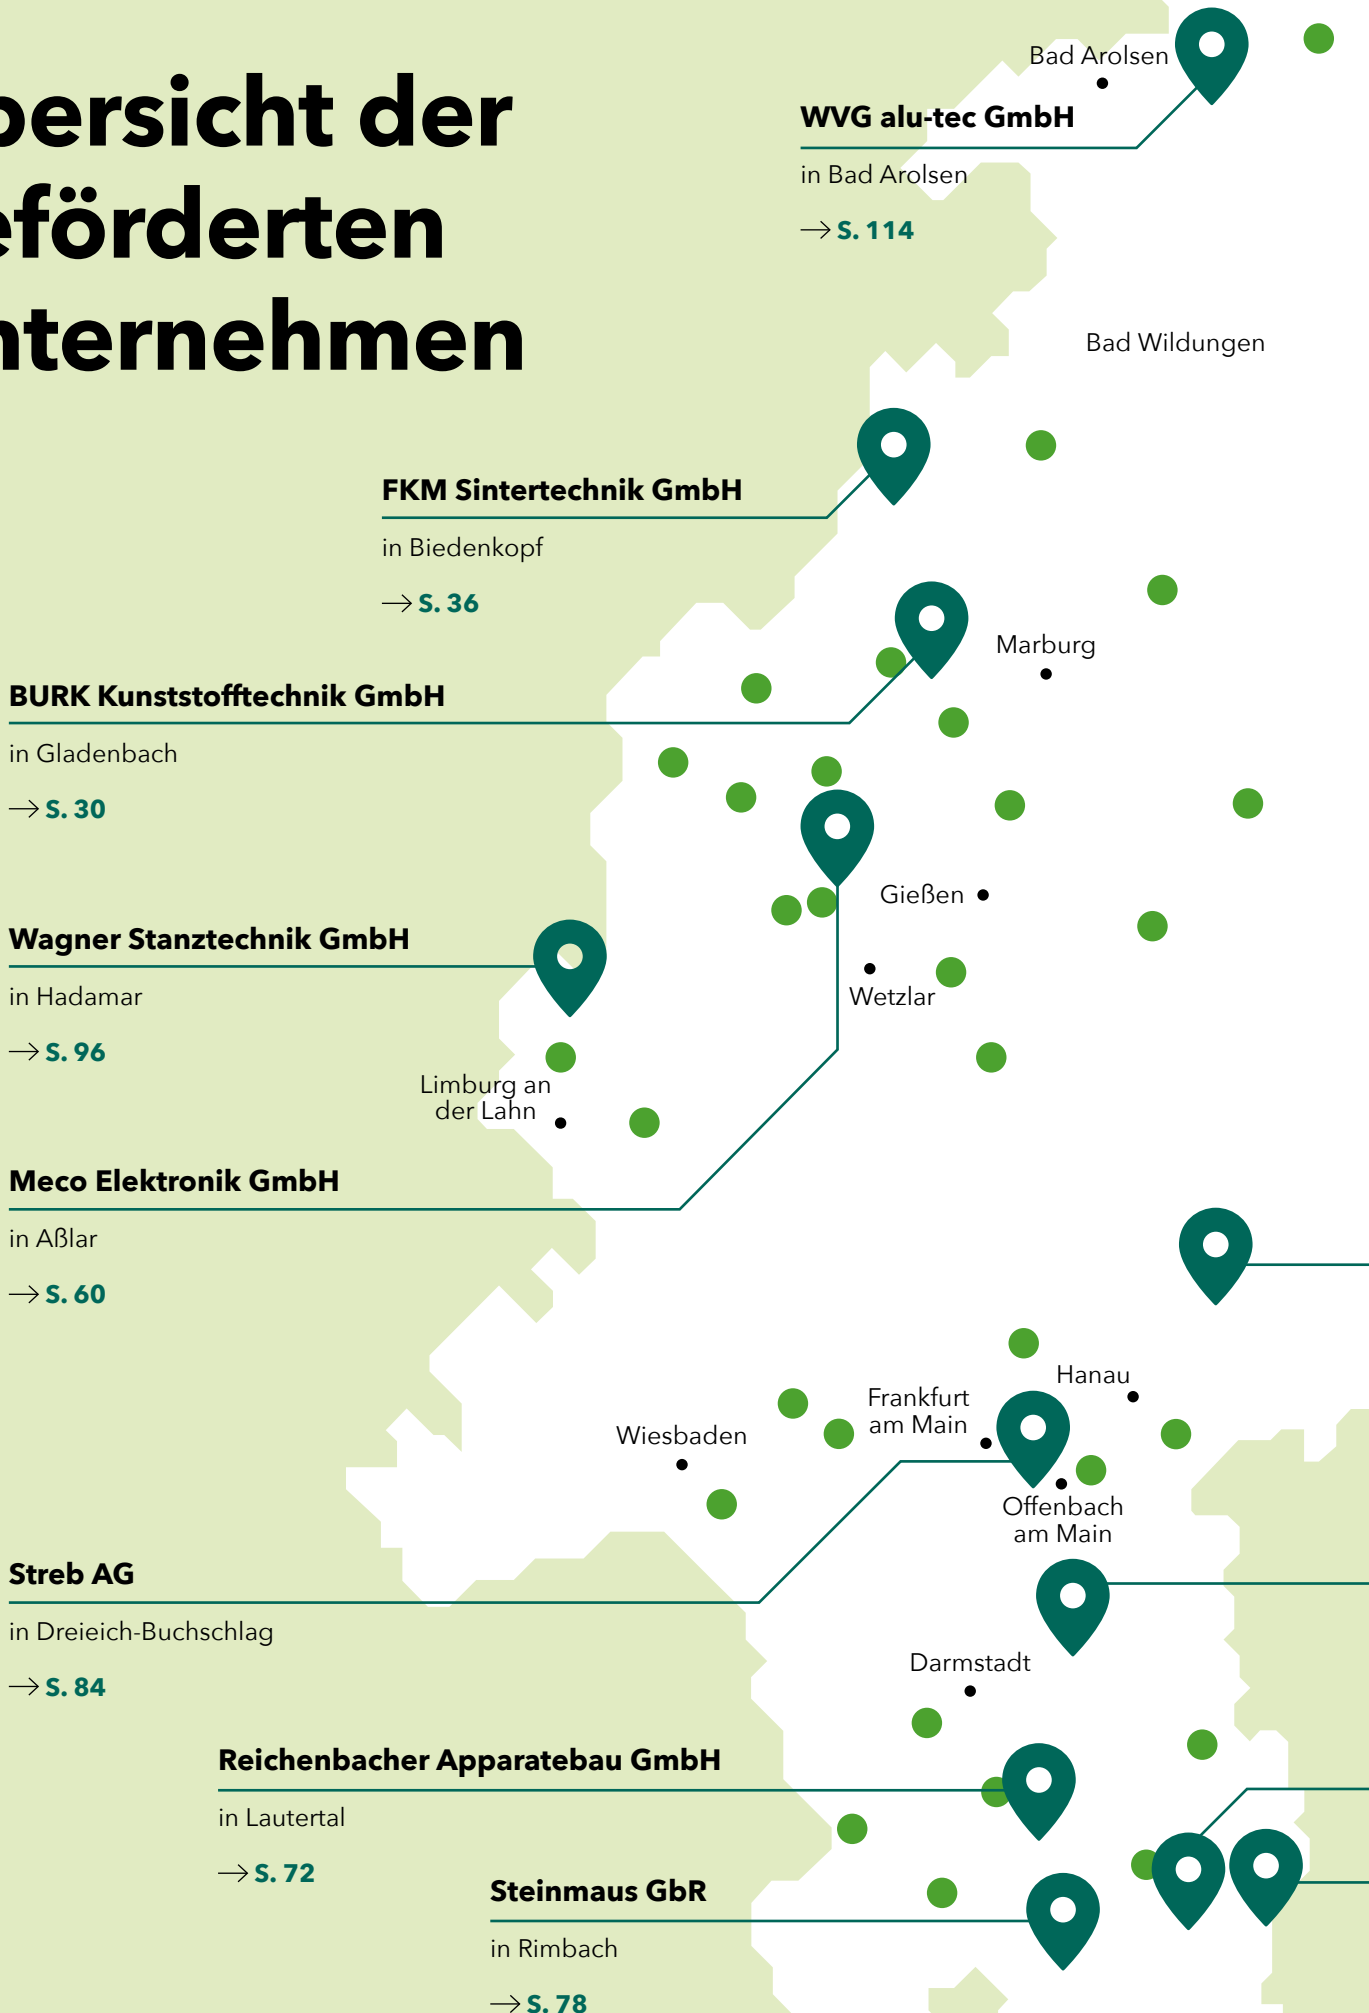 bersicht der
eförderten
nternehmen
Bad Arolsen
WVG alu-tec GmbH
in Bad Arolsen
→ S. 114
Bad Wildungen
FKM Sintertechnik GmbH
in Biedenkopf
→ S. 36
Marburg
BURK Kunststofftechnik GmbH
in Gladenbach
→ S. 30
Gießen
Wagner Stanztechnik GmbH
in Hadamar
→ S. 96
Wetzlar
Limburg an
der Lahn
Meco Elektronik GmbH
in Aßlar
→ S. 60
Hanau
Frankfurt
am Main
Wiesbaden
Offenbach
am Main
Streb AG
in Dreieich-Buchschlag
→ S. 84
Darmstadt
Reichenbacher Apparatebau GmbH
in Lautertal
→ S. 72
Steinmaus GbR
in Rimbach
→ S. 78